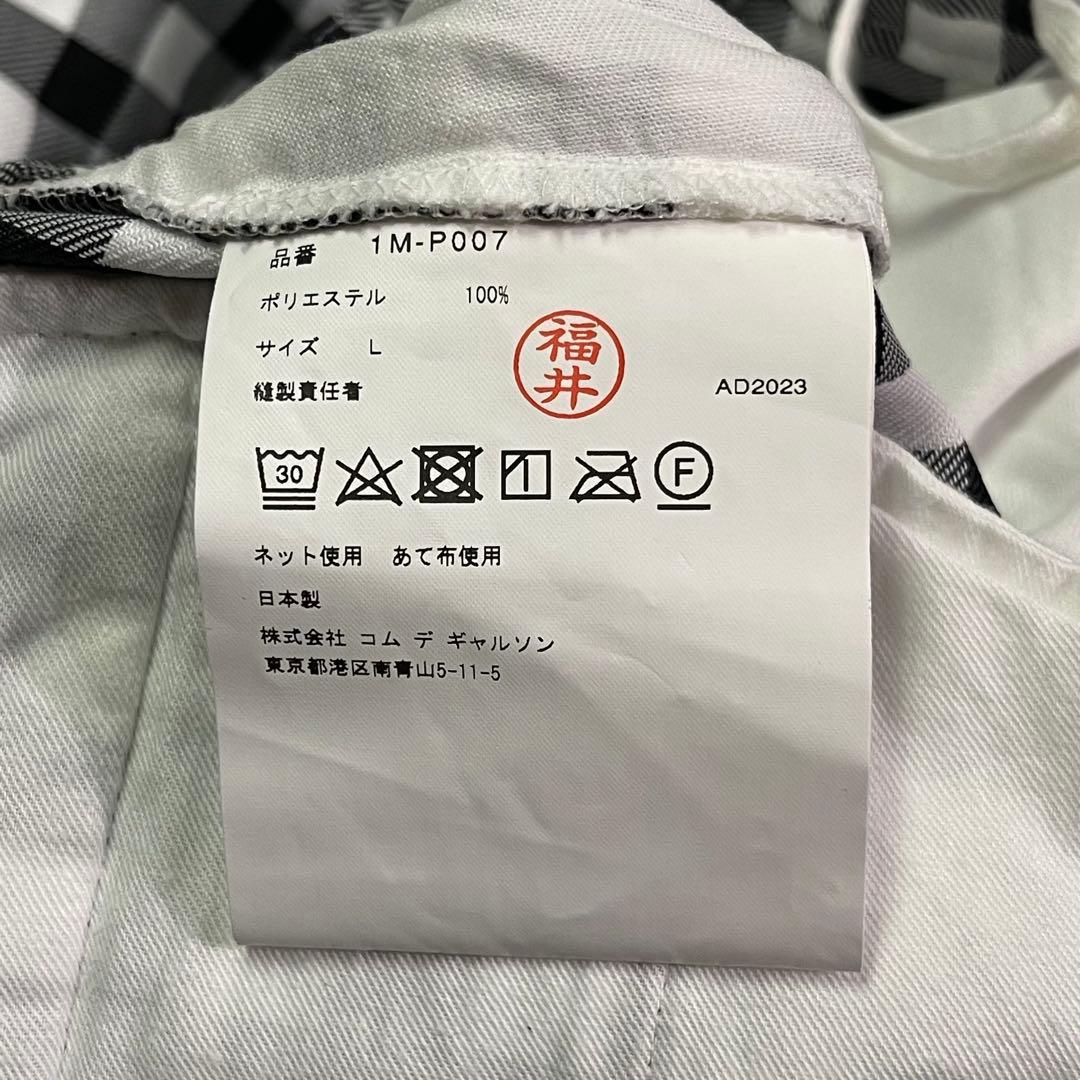 品番 1M-P007
ポリエステル 100%
サイズ L
縫製責任者 福井 AD2023
30 F
ネット使用 あて布使用
日本製
株式会社 コム デ ギャルソン
東京都港区南青山5-11-5